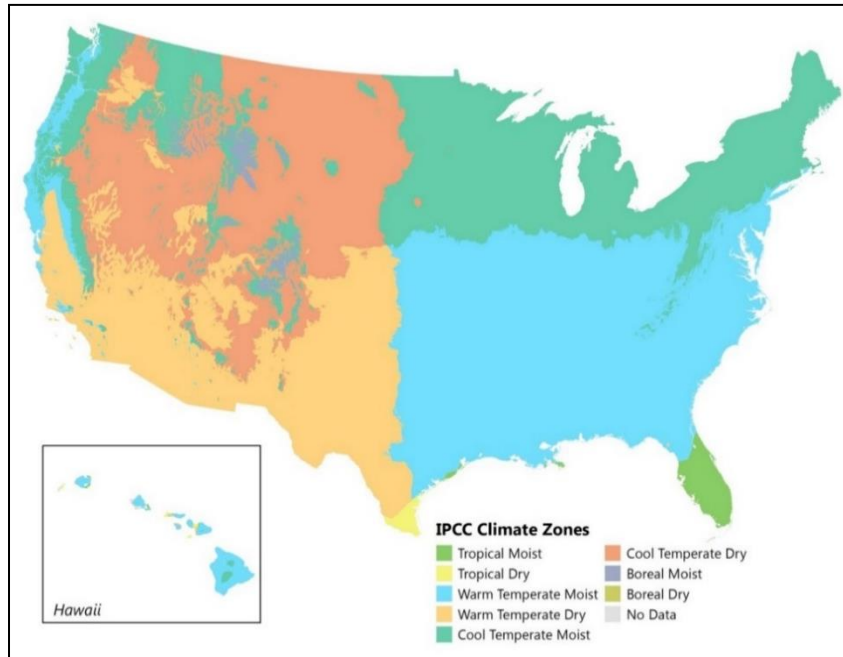 Hawaii
IPCC Climate Zones
Tropical Moist
Tropical Dry
Warm Temperate Moist
Warm Temperate Dry
Cool Temperate Moist
Cool Temperate Dry
Boreal Moist
Boreal Dry
No Data